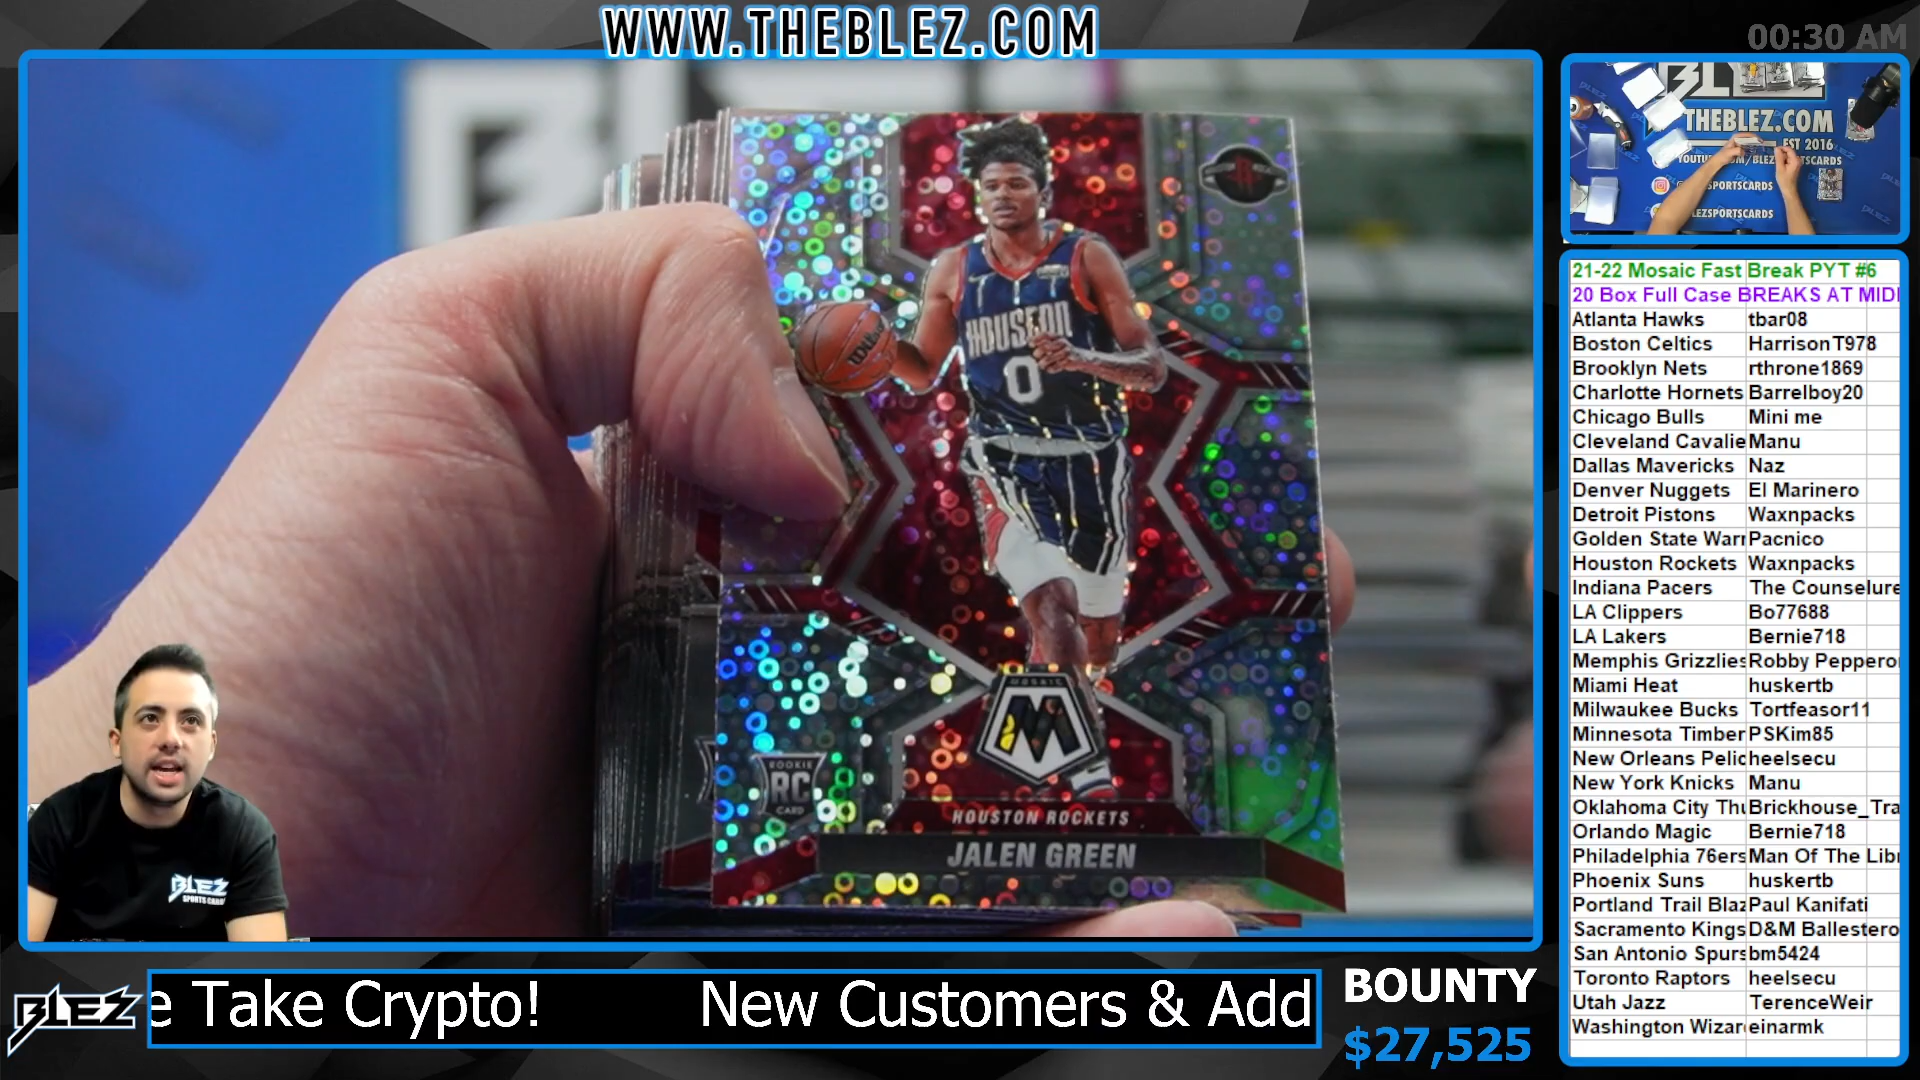 WWW.THEBLEZ.COM
00:30 AM
THEBLEZ.COM
EST 2016
SPORTSCARDS
LEZSPORTSCARDS
HOUSTON
0
MOSAIC
ROOKIE
RC
CARD
HOUSTON ROCKETS
JALEN GREEN
BLEZ
SPORTS CARDS
21-22 Mosaic Fast Break PYT #6
20 Box Full Case BREAKS AT MID
Atlanta Hawks tbar08
Boston Celtics HarrisonT978
Brooklyn Nets rthrone1869
Charlotte Hornets Barrelboy20
Chicago Bulls Mini me
Cleveland Cavalie Manu
Dallas Mavericks Naz
Denver Nuggets El Marinero
Detroit Pistons Waxnpacks
Golden State Warr Pacnico
Houston Rockets Waxnpacks
Indiana Pacers The Counselure
LA Clippers Bo77688
LA Lakers Bernie718
Memphis Grizzlies Robby Peppero
Miami Heat huskertb
Milwaukee Bucks Tortfeasor11
Minnesota Timber PSKim85
New Orleans Pelic heelsecu
New York Knicks Manu
Oklahoma City Thu Brickhouse_Tra
Orlando Magic Bernie718
Philadelphia 76ers Man Of The Libr
Phoenix Suns huskertb
Portland Trail Blaz Paul Kanifati
Sacramento Kings D&M Ballestero
San Antonio Spurs bm5424
Toronto Raptors heelsecu
Utah Jazz TerenceWeir
Washington Wizar einarmk
BLEZ
e Take Crypto! New Customers & Add
BOUNTY
$27,525